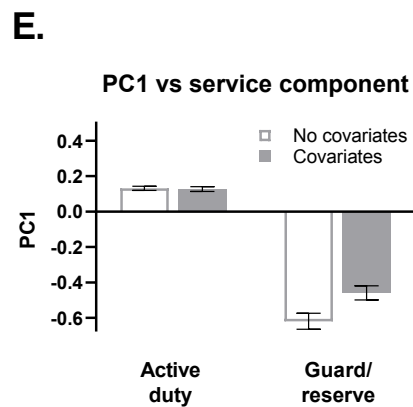 E.
PC1 vs service component
No covariates
Covariates
0.4
0.2
0.0
-0.2
-0.4
-0.6
PC1
Active
duty
Guard/
reserve